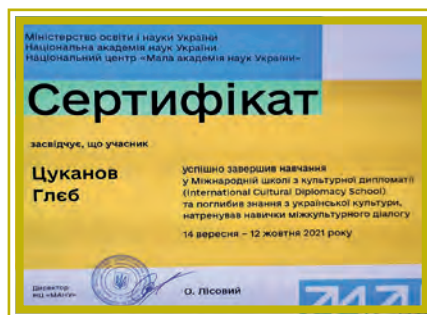 Міністерство освіти і науки України
Національна академія наук України
Національний центр «Мала академія наук України»
Сертифікат
засвідчує, що учасник
Цуканов
Глєб
успішно завершив навчання
у Міжнародній школі з культурної дипломатії
(International Cultural Diplomacy School)
та поглибив знання з української культури,
натренував навички міжкультурного діалогу
14 вересня – 12 жовтня 2021 року
Директор
НЦ «МАНУ»
О. Лісовий